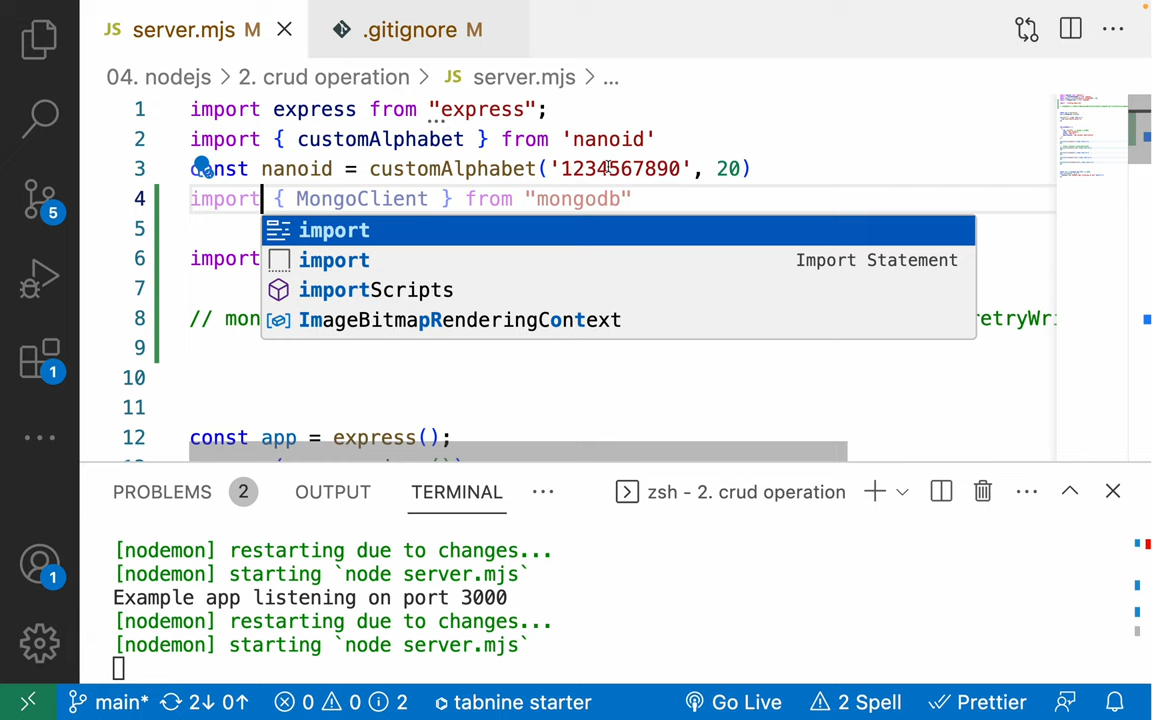 JS server.mjs M
.gitignore M
04. nodejs > 2. crud operation > JS server.mjs > ...
1 import express from "express";
2 import { customAlphabet } from 'nanoid'
3 const nanoid = customAlphabet('1234567890', 20)
4 import { MongoClient } from "mongodb"
5 import
6 import import Import Statement
7 importScripts
8 // mon ImageBitmapRenderingContext retryWri
9
10
11
12 const app = express();
PROBLEMS 2 OUTPUT TERMINAL ... zsh - 2. crud operation
[nodemon] restarting due to changes...
[nodemon] starting `node server.mjs`
Example app listening on port 3000
[nodemon] restarting due to changes...
[nodemon] starting `node server.mjs`
5
1
1
main* 2↓ 0↑ 0 0 2 tabnine starter Go Live 2 Spell Prettier